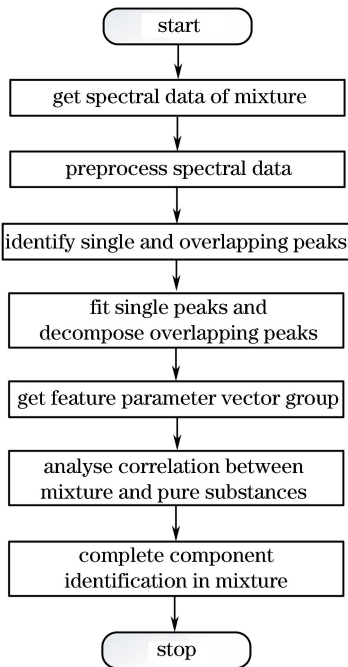 start
get spectral data of mixture
preprocess spectral data
identify single and overlapping peaks
fit single peaks and
decompose overlapping peaks
get feature parameter vector group
analyse correlation between
mixture and pure substances
complete component
identification in mixture
stop